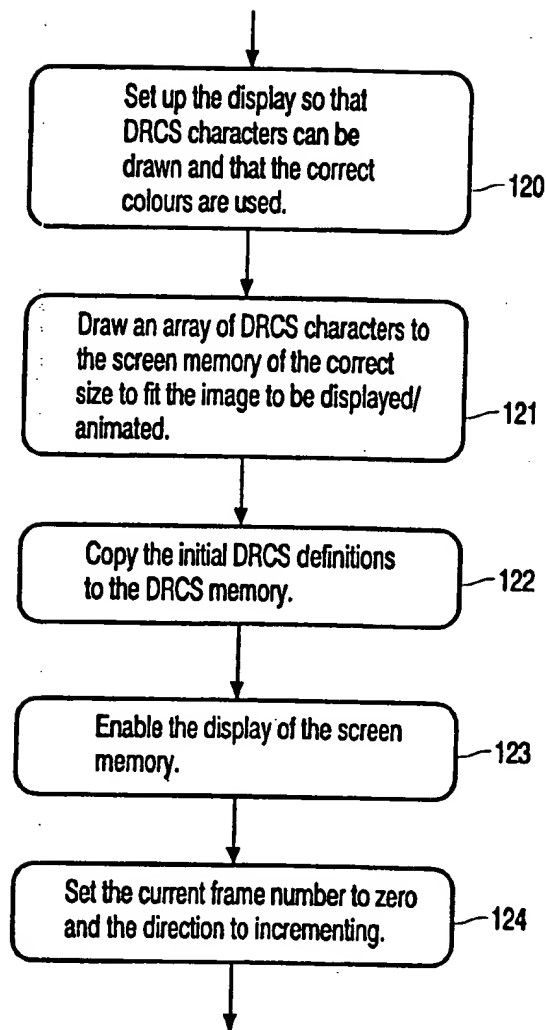 Set up the display so that
DRCS characters can be
drawn and that the correct
colours are used.
120
Draw an array of DRCS characters to
the screen memory of the correct
size to fit the image to be displayed/
animated.
121
Copy the initial DRCS definitions
to the DRCS memory.
122
Enable the display of the screen
memory.
123
Set the current frame number to zero
and the direction to incrementing.
124